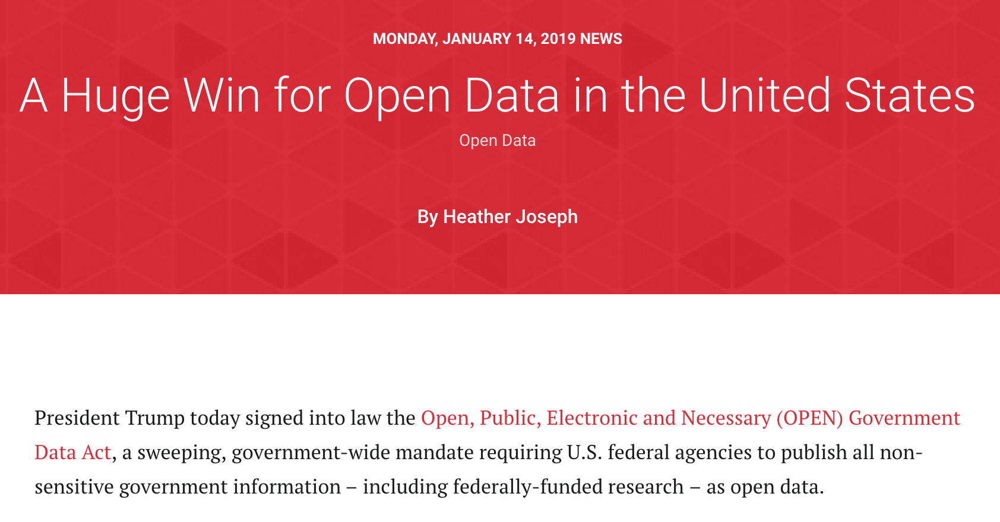 MONDAY, JANUARY 14, 2019 NEWS
A Huge Win for Open Data in the United States
Open Data
By Heather Joseph
President Trump today signed into law the Open, Public, Electronic and Necessary (OPEN) Government
Data Act, a sweeping, government-wide mandate requiring U.S. federal agencies to publish all non-
sensitive government information – including federally-funded research – as open data.